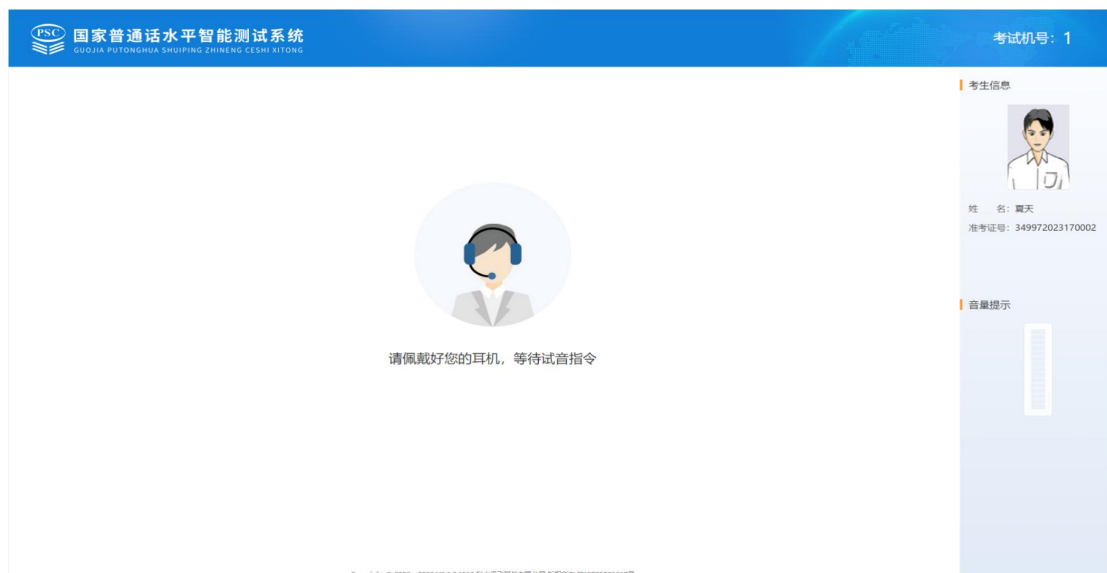 PSC
国家普通话水平智能测试系统
GUOJIA PUTONGHUA SHUIPING ZHINENG CESHI XITONG
考试机号：1
考生信息
姓 名：夏天
准考证号：349972023170002
音量提示
请佩戴好您的耳机，等待试音指令